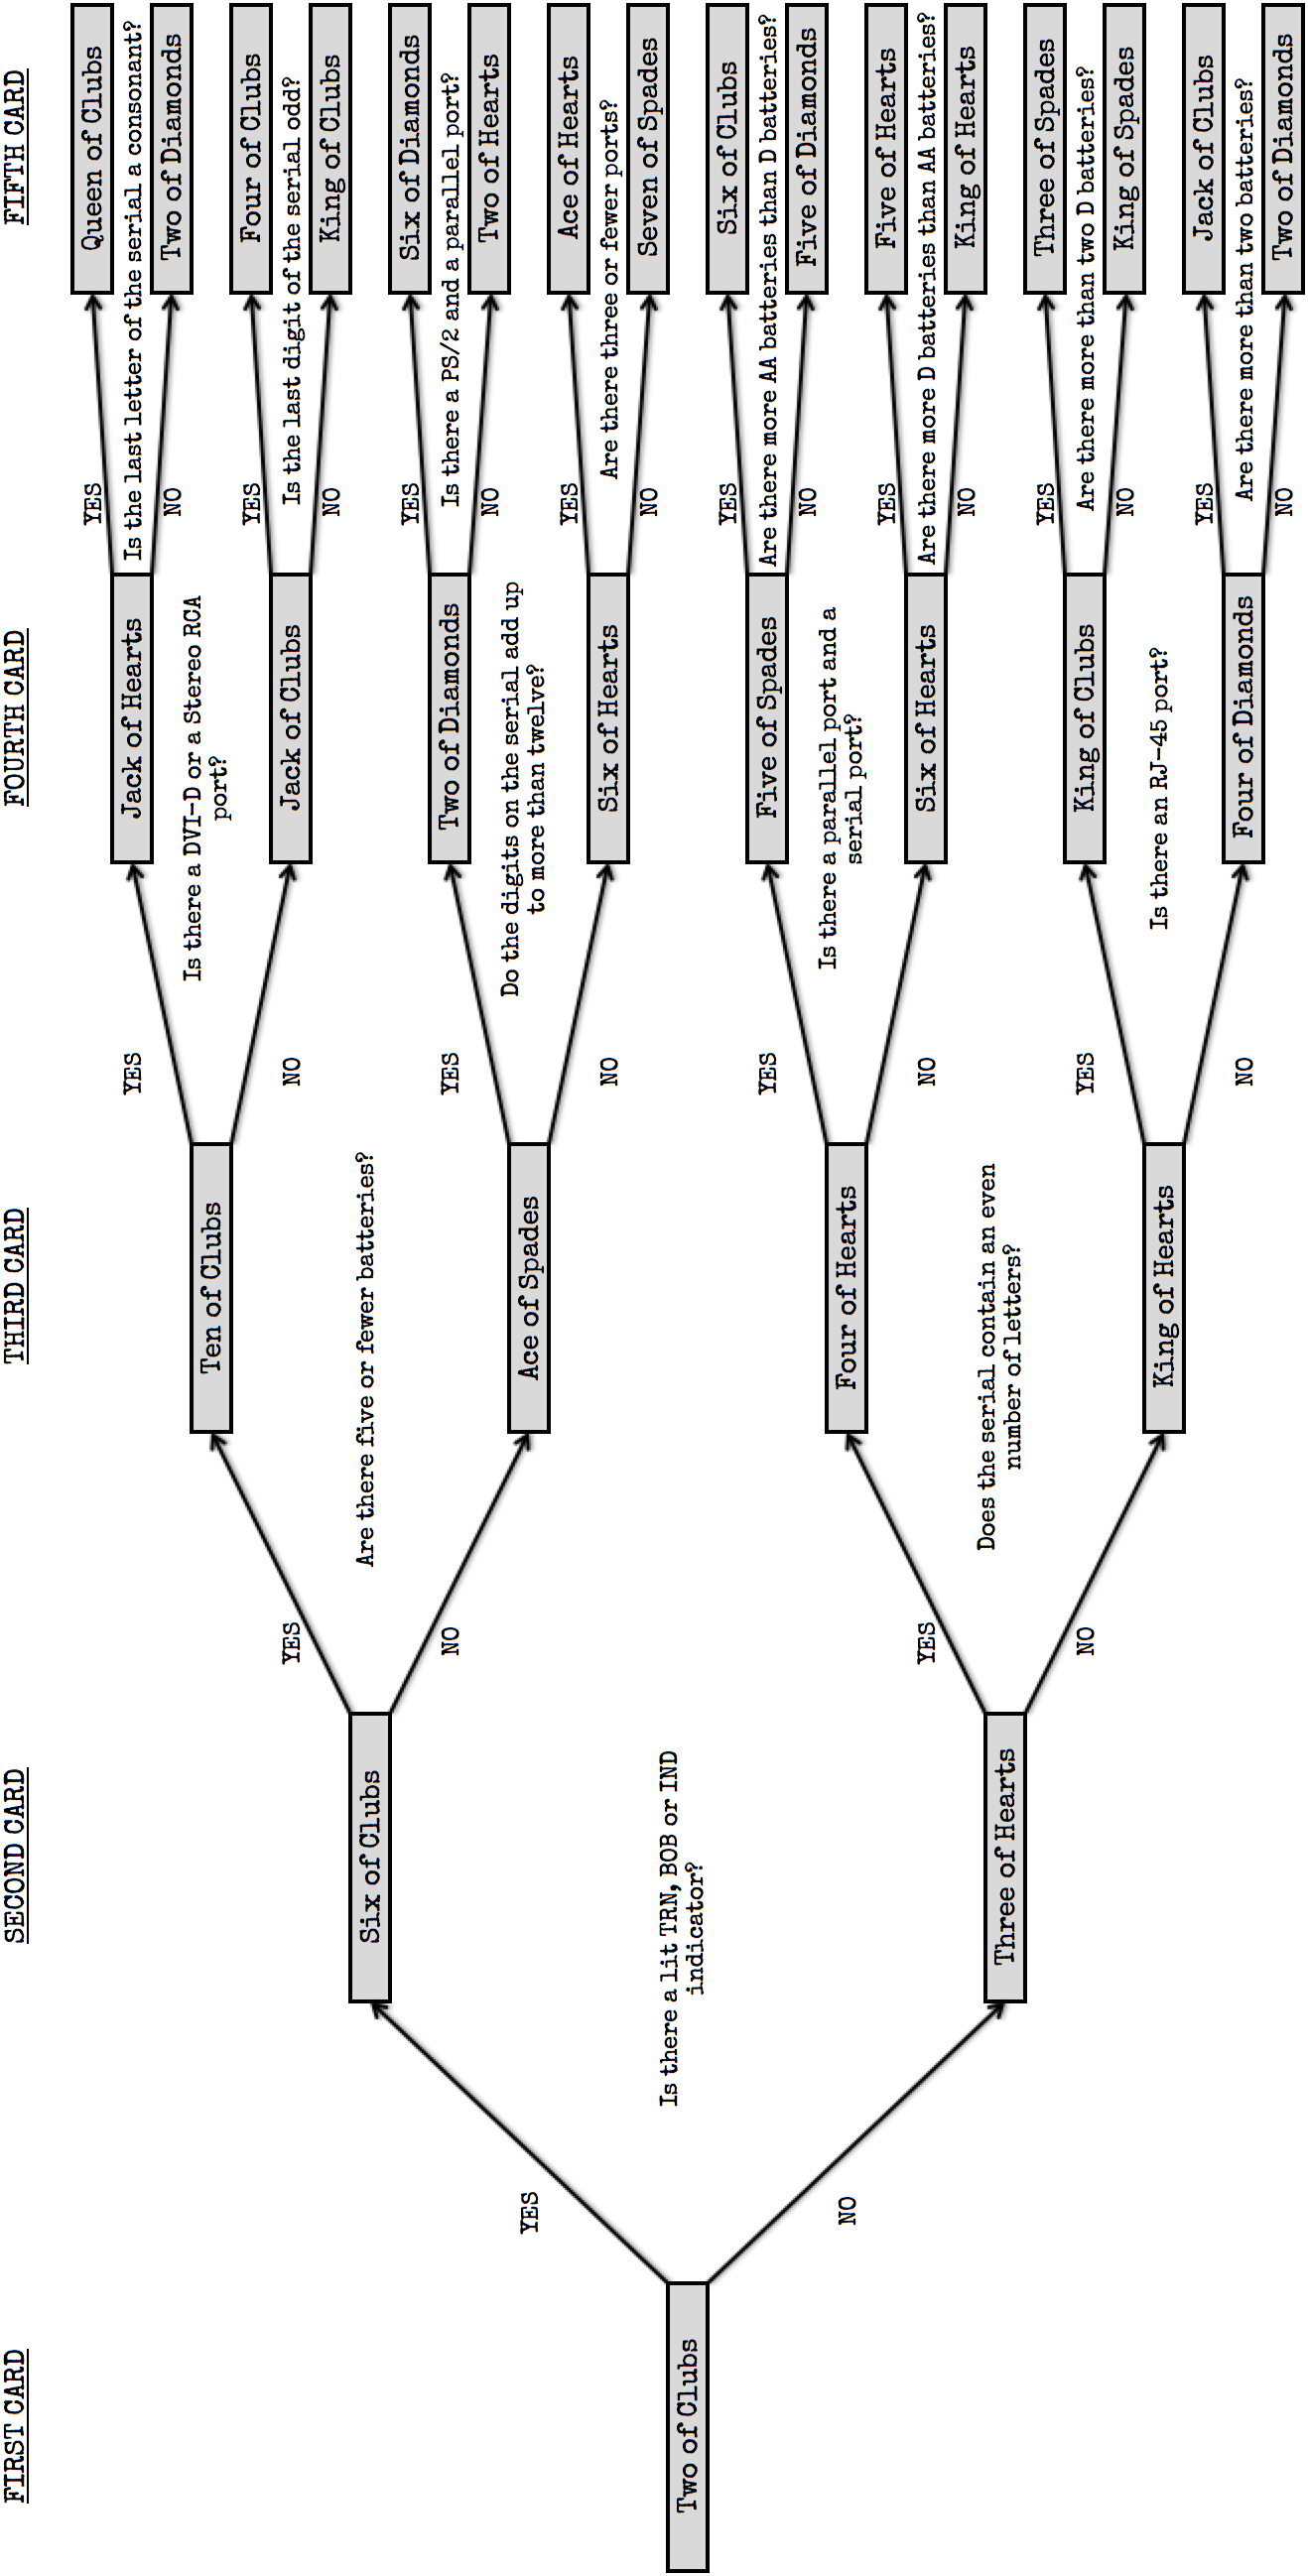 FIRST CARD
SECOND CARD
THIRD CARD
FOURTH CARD
FIFTH CARD
Two of Clubs
YES
NO
Is there a lit TRN, BOB or IND
indicator?
Six of Clubs
Three of Hearts
YES
NO
Are there five or fewer batteries?
YES
NO
Does the serial contain an even
number of letters?
Ten of Clubs
Ace of Spades
Four of Hearts
King of Hearts
YES
NO
Is there a DVI-D or a Stereo RCA
port?
YES
NO
Do the digits on the serial add up
to more than twelve?
YES
NO
Is there a parallel port and a
serial port?
YES
NO
Is there an RJ-45 port?
Jack of Hearts
Jack of Clubs
Two of Diamonds
Six of Hearts
Five of Spades
Six of Hearts
King of Clubs
Four of Diamonds
YES
Is the last letter of the serial a consonant?
NO
YES
Is the last digit of the serial odd?
NO
YES
Is there a PS/2 and a parallel port?
NO
YES
Are there three or fewer ports?
NO
YES
Are there more AA batteries than D batteries?
NO
YES
Are there more D batteries than AA batteries?
NO
YES
Are there more than two D batteries?
NO
YES
Are there more than two batteries?
NO
Queen of Clubs
Two of Diamonds
Four of Clubs
King of Clubs
Six of Diamonds
Two of Hearts
Ace of Hearts
Seven of Spades
Six of Clubs
Five of Diamonds
Five of Hearts
King of Hearts
Three of Spades
King of Spades
Jack of Clubs
Two of Diamonds